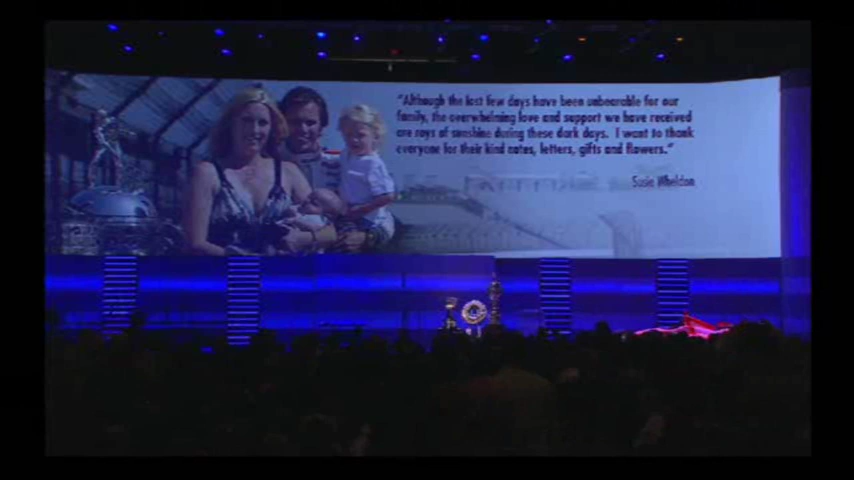 "Although the last few days have been unbearable for our
family, the overwhelming love and support we have received
are rays of sunshine during these dark days. I want to thank
everyone for their kind notes, letters, gifts and flowers."
Susie Wheldon